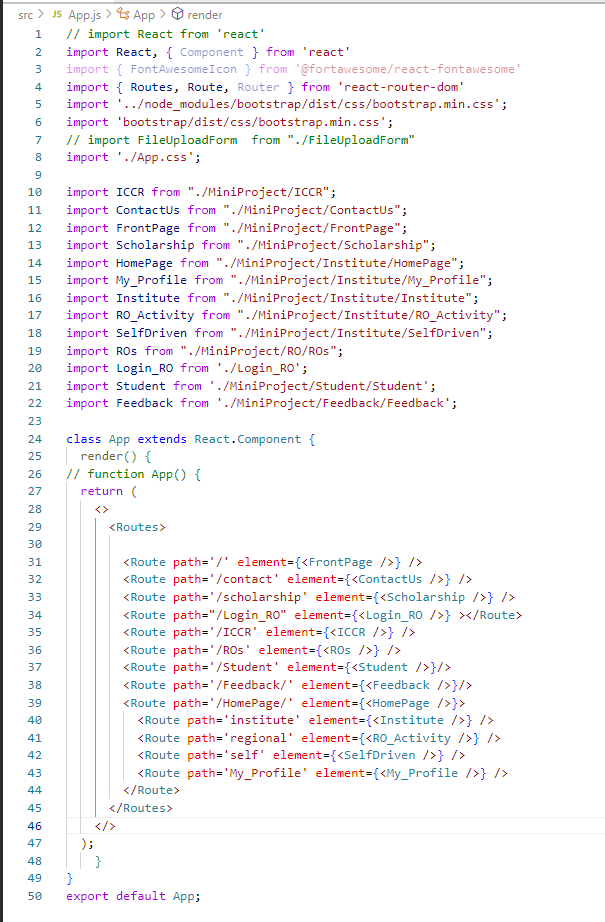 src > JS App.js > App > render
1 // import React from 'react'
2 import React, { Component } from 'react'
3 import { FontAwesomeIcon } from '@fortawesome/react-fontawesome'
4 import { Routes, Route, Router } from 'react-router-dom'
5 import '../node_modules/bootstrap/dist/css/bootstrap.min.css';
6 import 'bootstrap/dist/css/bootstrap.min.css';
7 // import FileUploadForm  from "./FileUploadForm"
8 import './App.css';
9
10 import ICCR from "./MiniProject/ICCR";
11 import ContactUs from "./MiniProject/ContactUs";
12 import FrontPage from "./MiniProject/FrontPage";
13 import Scholarship from "./MiniProject/Scholarship";
14 import HomePage from "./MiniProject/Institute/HomePage";
15 import My_Profile from "./MiniProject/Institute/My_Profile";
16 import Institute from "./MiniProject/Institute/Institute";
17 import RO_Activity from "./MiniProject/Institute/RO_Activity";
18 import SelfDriven from "./MiniProject/Institute/SelfDriven";
19 import ROs from "./MiniProject/RO/ROs";
20 import Login_RO from './Login_RO';
21 import Student from './MiniProject/Student/Student';
22 import Feedback from './MiniProject/Feedback/Feedback';
23
24 class App extends React.Component {
25   render() {
26 // function App() {
27   return (
28     <>
29       <Routes>
30
31         <Route path='/' element={<FrontPage />} />
32         <Route path='/contact' element={<ContactUs />} />
33         <Route path='/scholarship' element={<Scholarship />} />
34         <Route path="/Login_RO" element={<Login_RO />} ></Route>
35         <Route path='/ICCR' element={<ICCR />} />
36         <Route path='/ROs' element={<ROs />} />
37         <Route path='/Student' element={<Student />}/>
38         <Route path='/Feedback/' element={<Feedback />}/>
39         <Route path='/HomePage/' element={<HomePage />}>
40           <Route path='institute' element={<Institute />} />
41           <Route path='regional' element={<RO_Activity />} />
42           <Route path='self' element={<SelfDriven />} />
43           <Route path='My_Profile' element={<My_Profile />} />
44         </Route>
45       </Routes>
46     </>
47   );
48     }
49 }
50 export default App;